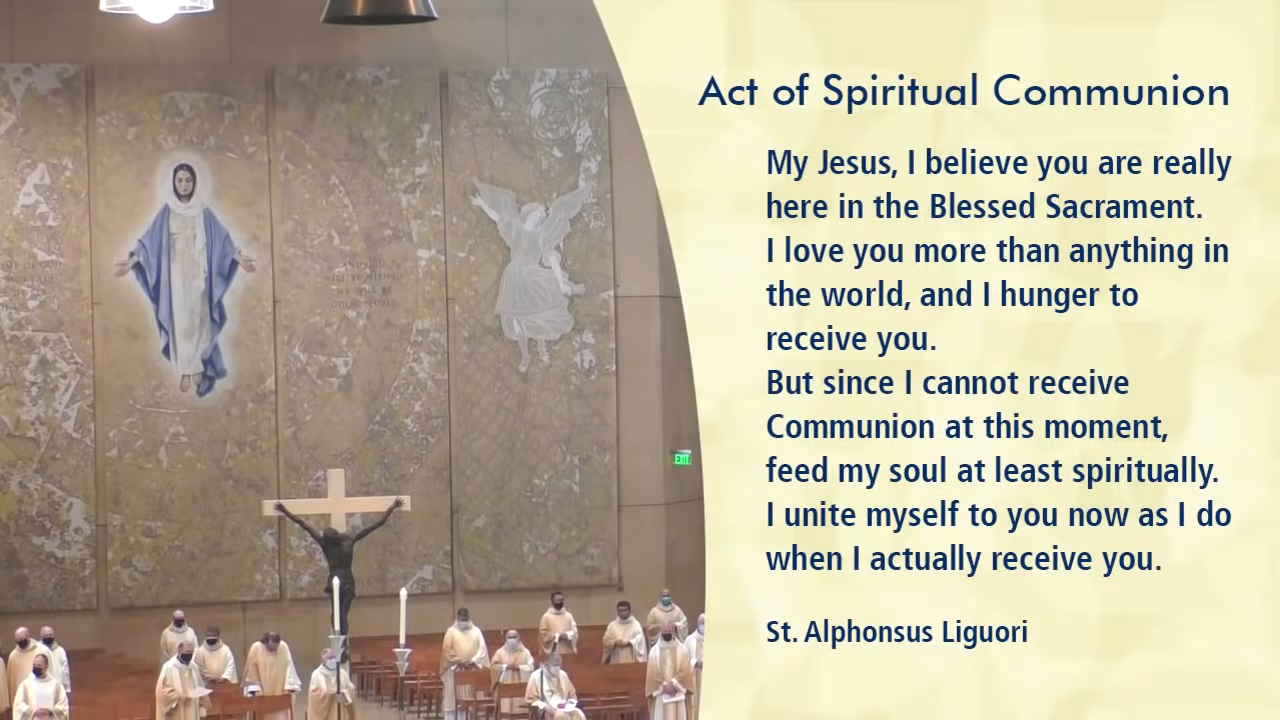 Act of Spiritual Communion
My Jesus, I believe you are really
here in the Blessed Sacrament.
I love you more than anything in
the world, and I hunger to
receive you.
But since I cannot receive
Communion at this moment,
feed my soul at least spiritually.
I unite myself to you now as I do
when I actually receive you.
St. Alphonsus Liguori
EXIT